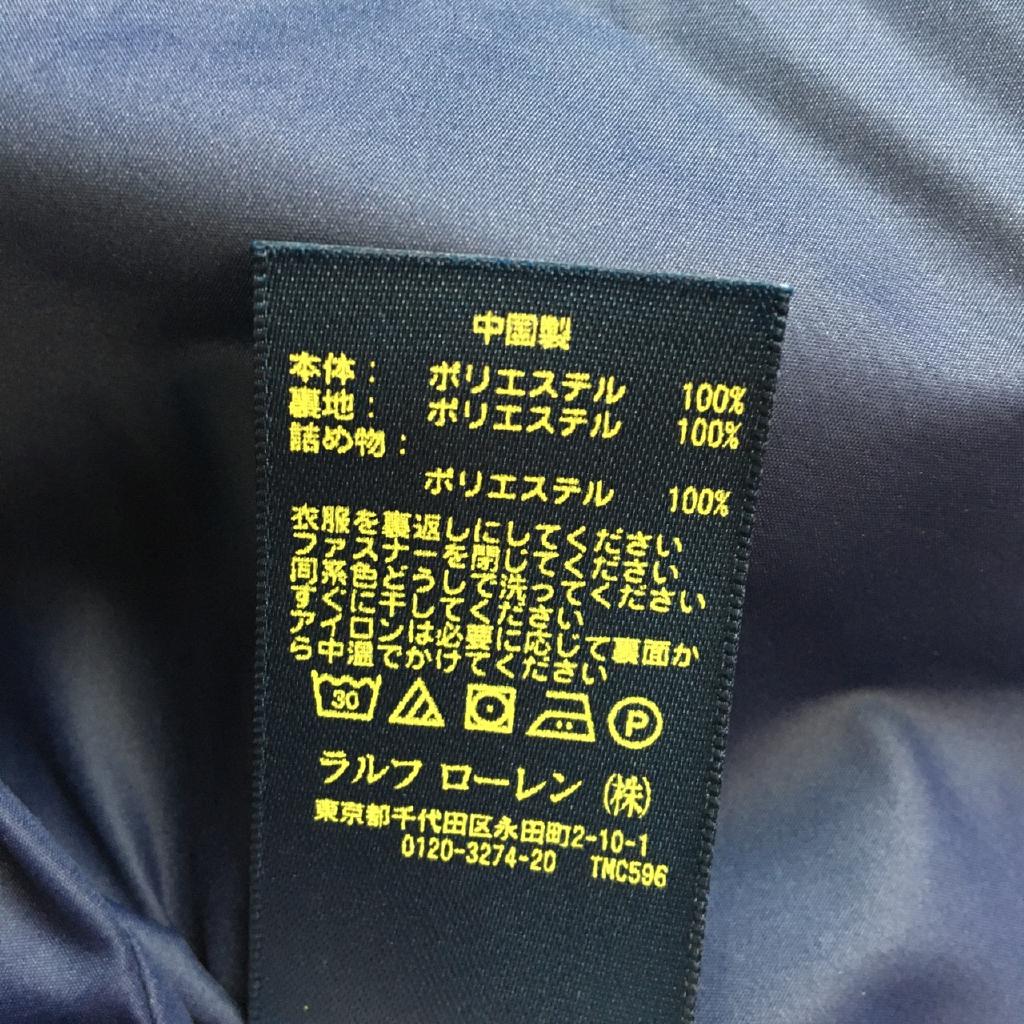 中国製
本体: ポリエステル 100%
裏地: ポリエステル 100%
詰め物:
ポリエステル 100%
衣服を裏返しにしてください
ファスナーを閉じてください
同系色どうしで洗ってください
すぐに干してください
アイロンは必要に応じて裏面か
ら中温でかけてください
30 P
ラルフ ローレン (株)
東京都千代田区永田町2-10-1
0120-3274-20 TMC596